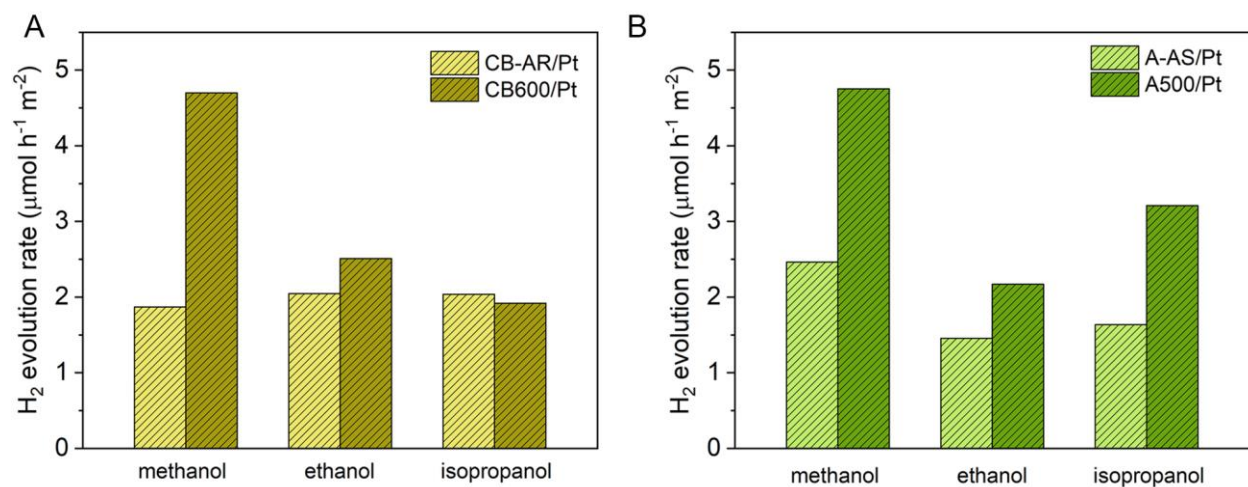 A
H₂ evolution rate (μmol h⁻¹ m⁻²)
5
4
3
2
1
0
CB-AR/Pt
CB600/Pt
methanol ethanol isopropanol
B
H₂ evolution rate (μmol h⁻¹ m⁻²)
5
4
3
2
1
0
A-AS/Pt
A500/Pt
methanol ethanol isopropanol